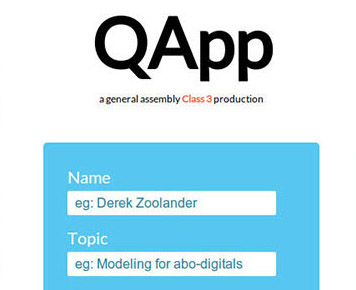 QApp
a general assembly Class 3 production
Name
eg: Derek Zoolander
Topic
eg: Modeling for abo-digitals